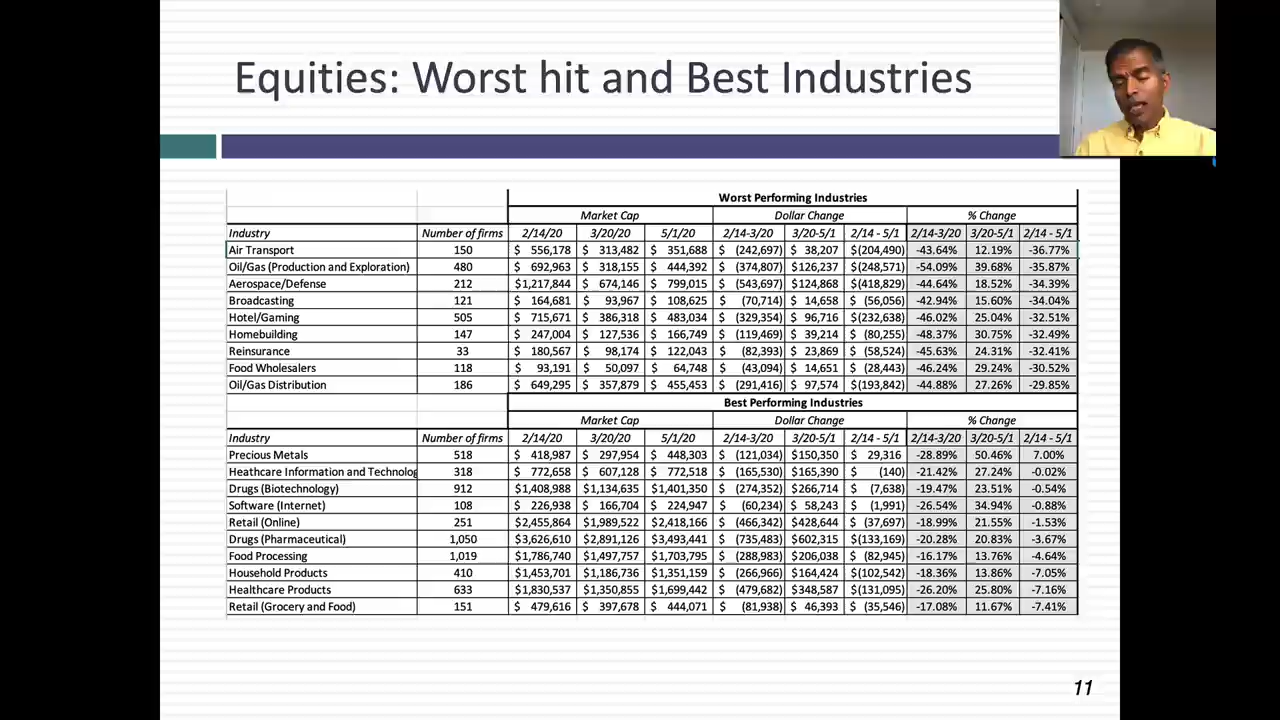 Equities: Worst hit and Best Industries
Worst Performing Industries
Market Cap Dollar Change % Change
Industry Number of firms 2/14/20 3/20/20 5/1/20 2/14-3/20 3/20-5/1 2/14 - 5/1 2/14-3/20 3/20-5/1 2/14 - 5/1
Air Transport 150 $ 556,178 $ 313,482 $ 351,688 $ (242,697) $ 38,207 $(204,490) -43.64% 12.19% -36.77%
Oil/Gas (Production and Exploration) 480 $ 692,963 $ 318,155 $ 444,392 $ (374,807) $126,237 $(248,571) -54.09% 39.68% -35.87%
Aerospace/Defense 212 $1,217,844 $ 674,146 $ 799,015 $ (543,697) $124,868 $(418,829) -44.64% 18.52% -34.39%
Broadcasting 121 $ 164,681 $ 93,967 $ 108,625 $ (70,714) $ 14,658 $ (56,056) -42.94% 15.60% -34.04%
Hotel/Gaming 505 $ 715,671 $ 386,318 $ 483,034 $ (329,354) $ 96,716 $(232,638) -46.02% 25.04% -32.51%
Homebuilding 147 $ 247,004 $ 127,536 $ 166,749 $ (119,469) $ 39,214 $ (80,255) -48.37% 30.75% -32.49%
Reinsurance 33 $ 180,567 $ 98,174 $ 122,043 $ (82,393) $ 23,869 $ (58,524) -45.63% 24.31% -32.41%
Food Wholesalers 118 $ 93,191 $ 50,097 $ 64,748 $ (43,094) $ 14,651 $ (28,443) -46.24% 29.24% -30.52%
Oil/Gas Distribution 186 $ 649,295 $ 357,879 $ 455,453 $ (291,416) $ 97,574 $(193,842) -44.88% 27.26% -29.85%
Best Performing Industries
Market Cap Dollar Change % Change
Industry Number of firms 2/14/20 3/20/20 5/1/20 2/14-3/20 3/20-5/1 2/14 - 5/1 2/14-3/20 3/20-5/1 2/14 - 5/1
Precious Metals 518 $ 418,987 $ 297,954 $ 448,303 $ (121,034) $150,350 $ 29,316 -28.89% 50.46% 7.00%
Heathcare Information and Technolog 318 $ 772,658 $ 607,128 $ 772,518 $ (165,530) $165,390 $ (140) -21.42% 27.24% -0.02%
Drugs (Biotechnology) 912 $1,408,988 $1,134,635 $1,401,350 $ (274,352) $266,714 $ (7,638) -19.47% 23.51% -0.54%
Software (Internet) 108 $ 226,938 $ 166,704 $ 224,947 $ (60,234) $ 58,243 $ (1,991) -26.54% 34.94% -0.88%
Retail (Online) 251 $2,455,864 $1,989,522 $2,418,166 $ (466,342) $428,644 $ (37,697) -18.99% 21.55% -1.53%
Drugs (Pharmaceutical) 1,050 $3,626,610 $2,891,126 $3,493,441 $ (735,483) $602,315 $(133,169) -20.28% 20.83% -3.67%
Food Processing 1,019 $1,786,740 $1,497,757 $1,703,795 $ (288,983) $206,038 $ (82,945) -16.17% 13.76% -4.64%
Household Products 410 $1,453,701 $1,186,736 $1,351,159 $ (266,966) $164,424 $(102,542) -18.36% 13.86% -7.05%
Healthcare Products 633 $1,830,537 $1,350,855 $1,699,442 $ (479,682) $348,587 $(131,095) -26.20% 25.80% -7.16%
Retail (Grocery and Food) 151 $ 479,616 $ 397,678 $ 444,071 $ (81,938) $ 46,393 $ (35,546) -17.08% 11.67% -7.41%
11